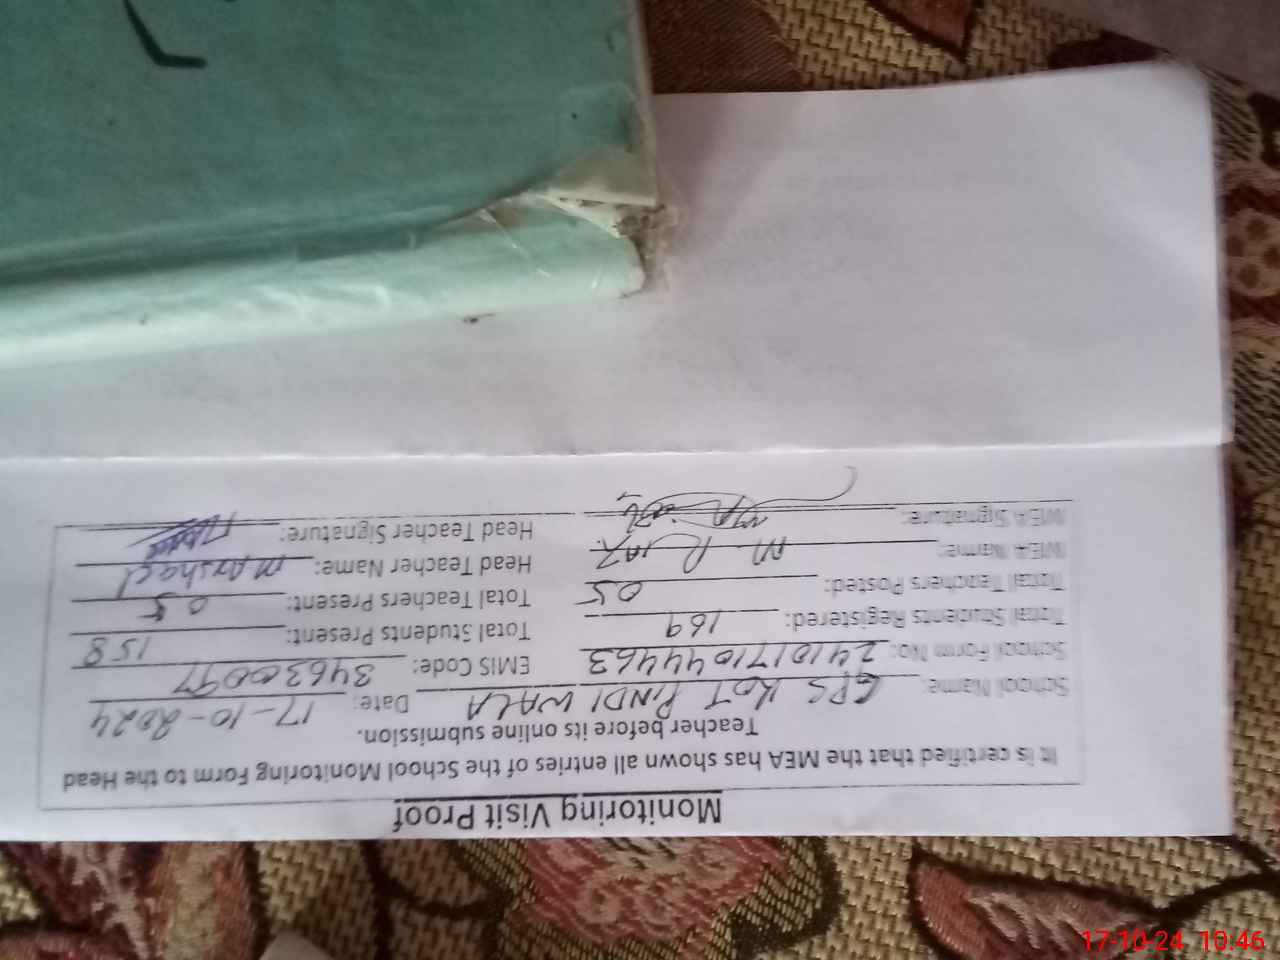 Monitoring Visit Proof
It is certified that the MEA has shown all entries of the School Monitoring Form to the Head
Teacher before its online submission.
School Name: GPS KOT PINDI WALA Date: 17-10-2024
School Form No: 2410171044463 EMIS Code: 34630097
Total Students Registered: 169 Total Students Present: 158
Total Teachers Posted: 05 Total Teachers Present: 05
MEA Name: M Riaz Head Teacher Name: M Arshad
MEA Signature: Head Teacher Signature:
17-10-24 10:46